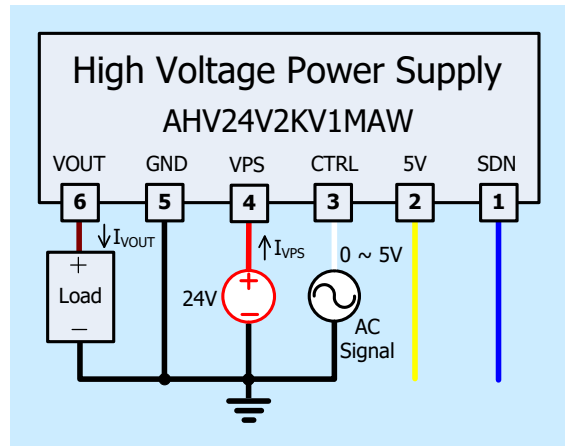 High Voltage Power Supply
AHV24V2KV1MAW
VOUT GND VPS CTRL 5V SDN
6 5 4 3 2 1
↓IVOUT ↑IVPS 0 ~ 5V
+ +
Load 24V
− −
AC
Signal